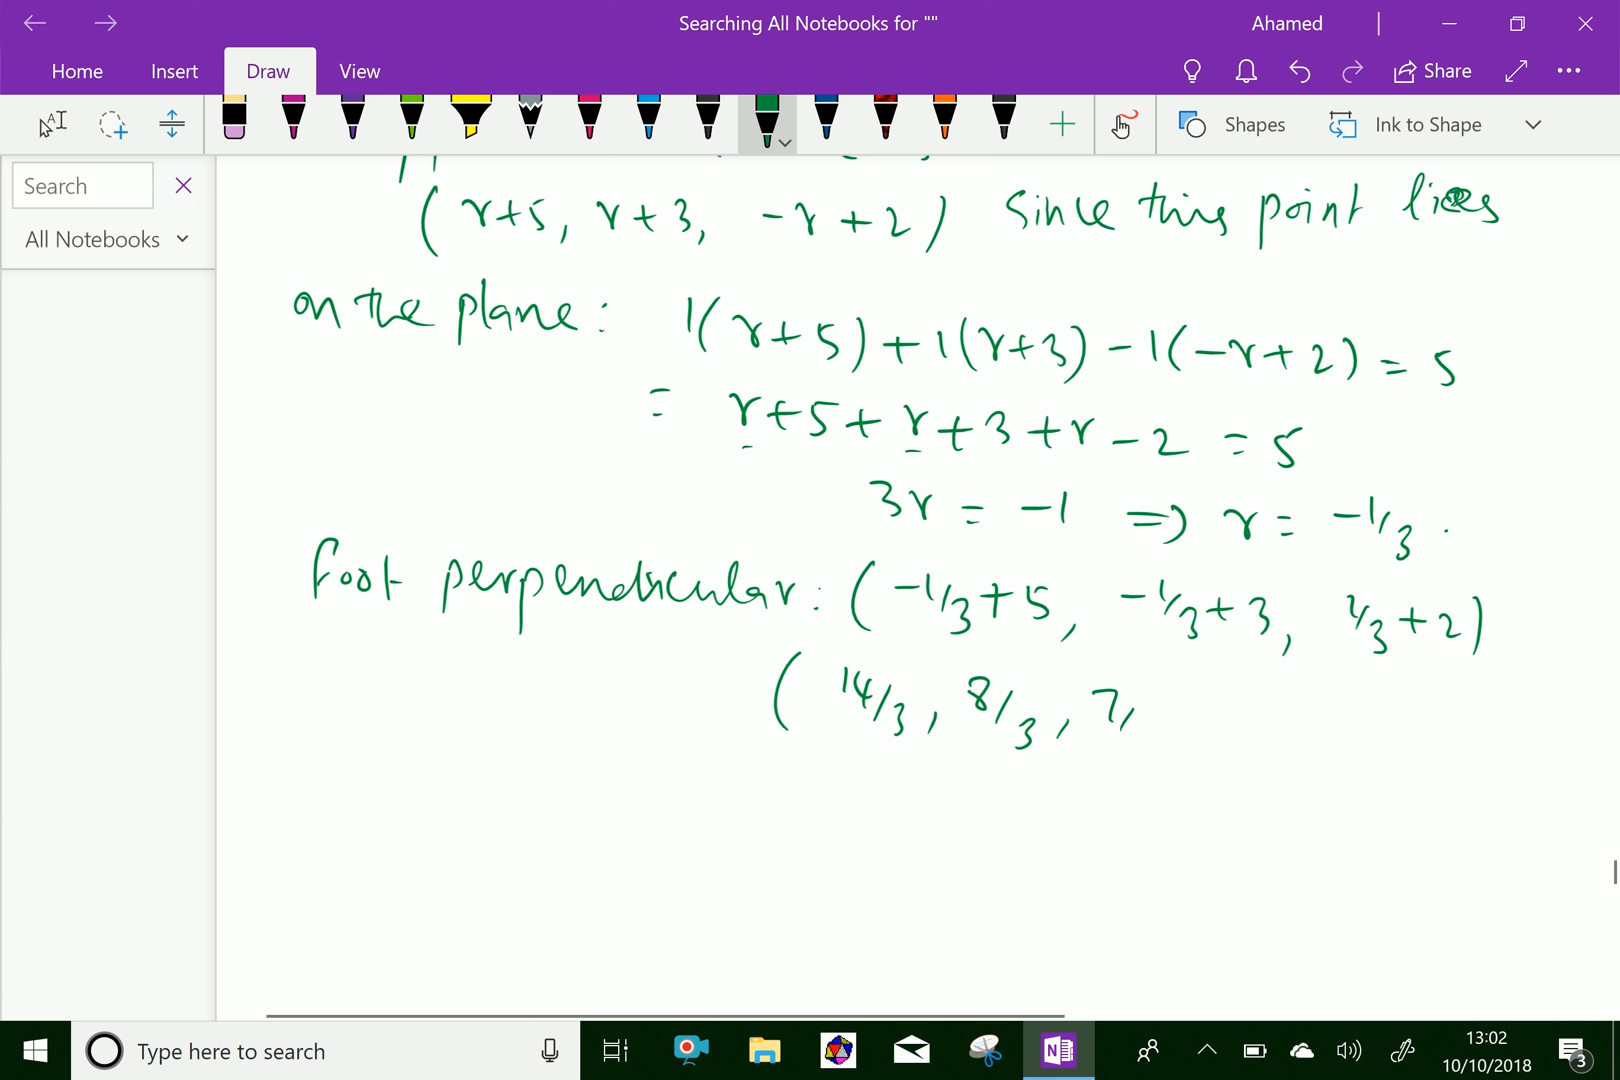 Searching All Notebooks for ""
Ahamed
Home Insert Draw View
Share
Shapes Ink to Shape
Search
All Notebooks
(r+5, r+3, -r+2) Since this point lies
on the plane: 1(r+5)+1(r+3)-1(-r+2)=5
= r+5+r+3+r-2 = 5
3r = -1 => r = -1/3 .
Foot perpendicular: (-1/3+5, -1/3+3, 1/3+2)
( 14/3, 8/3, 7/
Type here to search
13:02
10/10/2018
3